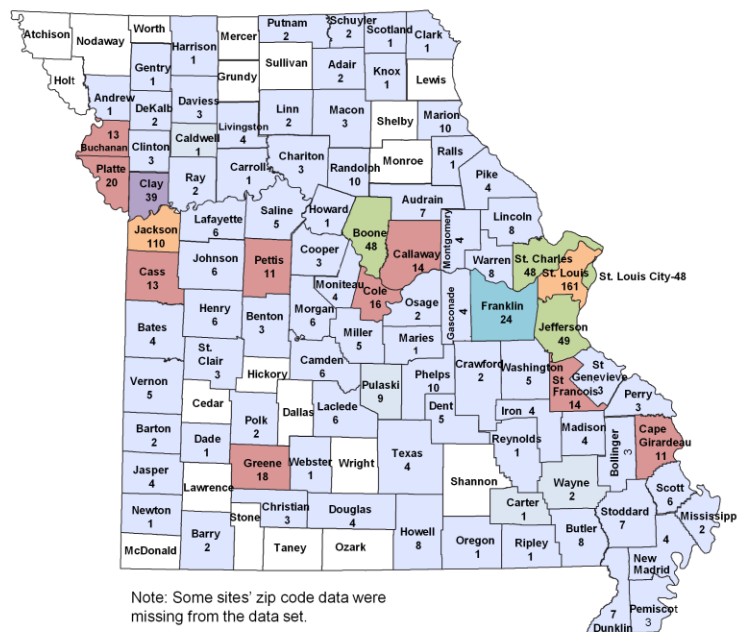 Atchison
Nodaway
Worth
Harrison
1
Mercer
Putnam
2
Schuyler
2
Scotland
1
Clark
1
Holt
Gentry
1
Grundy
Sullivan
Adair
2
Knox
1
Lewis
Andrew
1
DeKalb
2
Daviess
3
Livingston
4
Linn
2
Macon
3
Shelby
Marion
10
13
Buchanan
Clinton
3
Caldwell
1
Chariton
3
Randolph
10
Monroe
Ralls
1
Pike
4
Platte
20
Clay
39
Ray
2
Carroll
1
Howard
1
Boone
48
Audrain
7
Lincoln
8
Jackson
110
Lafayette
6
Saline
5
Cooper
3
Callaway
14
Montgomery
4
Warren
8
St. Charles
48
St. Louis
161
St. Louis City-48
Cass
13
Johnson
6
Pettis
11
Moniteau
4
Cole
16
Osage
2
Gasconade
4
Franklin
24
Jefferson
49
Bates
4
Henry
6
Benton
3
Morgan
6
Miller
5
Maries
1
St.
Clair
3
Hickory
Camden
6
Pulaski
9
Phelps
10
Crawford
2
Washington
5
St
Francois
14
St
Genevieve
3
Perry
3
Vernon
5
Cedar
Polk
2
Dallas
Laclede
6
Dent
5
Iron 4
Madison
4
Bollinger
3
Cape
Girardeau
11
Barton
2
Dade
1
Greene
18
Webster
1
Wright
Texas
4
Reynolds
1
Shannon
Wayne
2
Jasper
4
Lawrence
Carter
1
Stoddard
7
Scott
6
Mississipp
2
Newton
1
Stone
Christian
3
Douglas
4
Howell
8
Butler
8
4
New
Madrid
McDonald
Barry
2
Taney
Ozark
Oregon
1
Ripley
1
Pemiscot
3
7
Dunklin
Note: Some sites' zip code data were
missing from the data set.